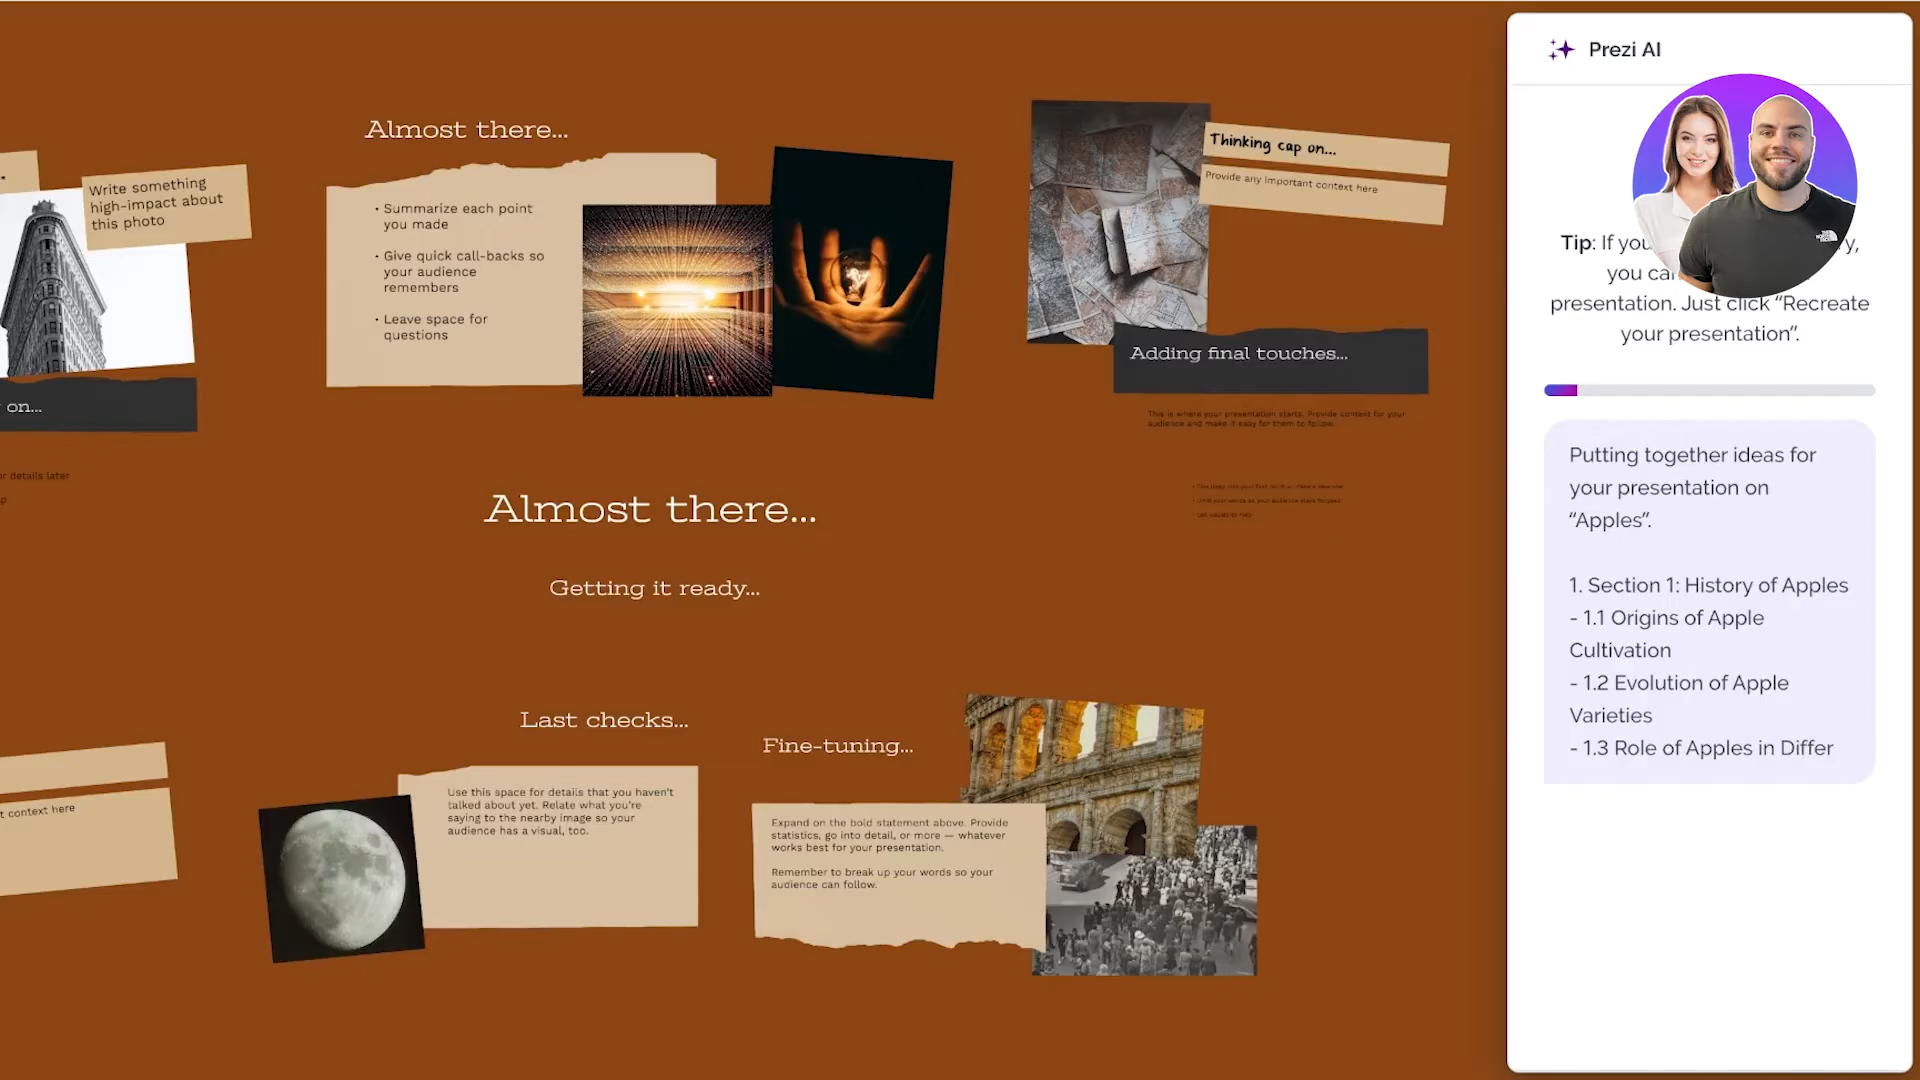 Write something
high-impact about
this photo
on...
or details later
Almost there...
• Summarize each point
you made
• Give quick call-backs so
your audience
remembers
• Leave space for
questions
Thinking cap on...
Provide any important context here
Adding final touches...
This is where your presentation starts. Provide context for your
audience and make it easy for them to follow.
Almost there...
Getting it ready...
t context here
Last checks...
Use this space for details that you haven't
talked about yet. Relate what you're
saying to the nearby image so your
audience has a visual, too.
Fine-tuning...
Expand on the bold statement above. Provide
statistics, go into detail, or more — whatever
works best for your presentation.
Remember to break up your words so your
audience can follow.
Prezi AI
Tip: If you y,
you can
presentation. Just click “Recreate
your presentation”.
Putting together ideas for
your presentation on
“Apples”.
1. Section 1: History of Apples
- 1.1 Origins of Apple
Cultivation
- 1.2 Evolution of Apple
Varieties
- 1.3 Role of Apples in Differ